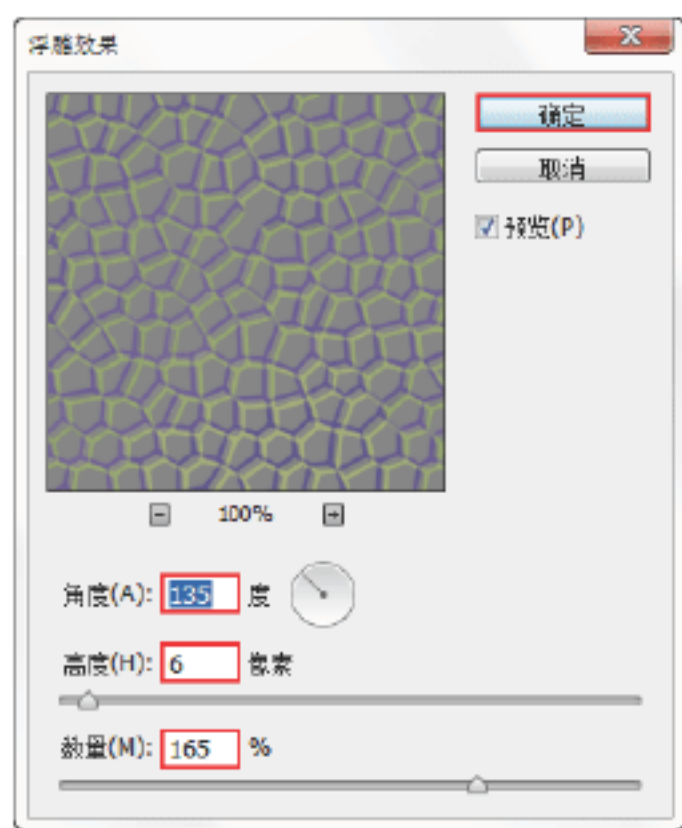 浮雕效果
确定
取消
预览(P)
100%
角度(A): 135 度
高度(H): 6 像素
数量(M): 165 %